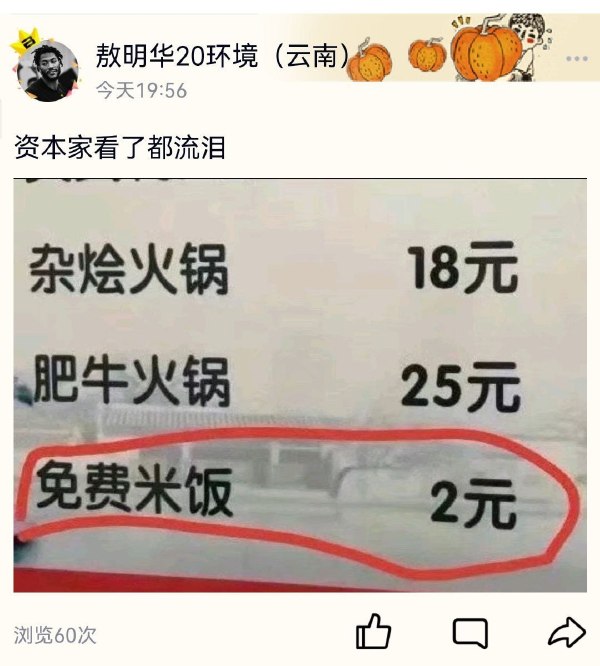 敖明华20环境（云南）
今天19:56
资本家看了都流泪
杂烩火锅 18元
肥牛火锅 25元
免费米饭 2元
浏览60次